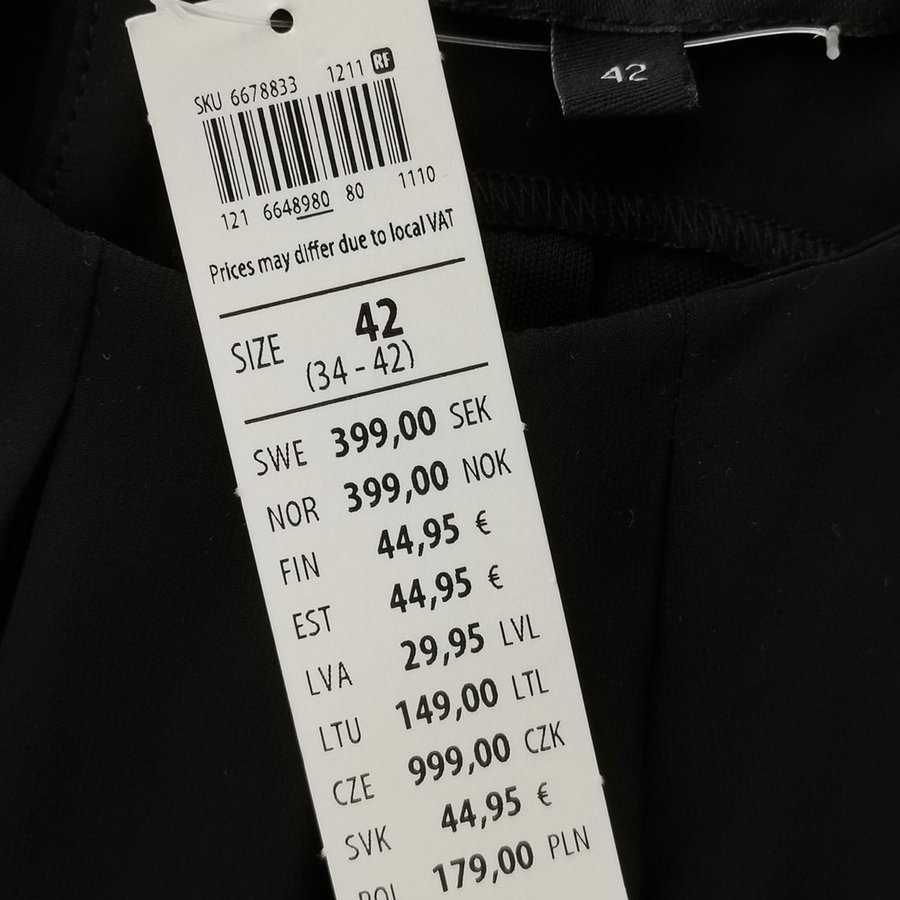 42
SKU 6678833 1211 RF
121 6648980 80 1110
Prices may differ due to local VAT
SIZE 42
(34 - 42)
SWE 399,00 SEK
NOR 399,00 NOK
FIN 44,95 €
EST 44,95 €
LVA 29,95 LVL
LTU 149,00 LTL
CZE 999,00 CZK
SVK 44,95 €
POL 179,00 PLN